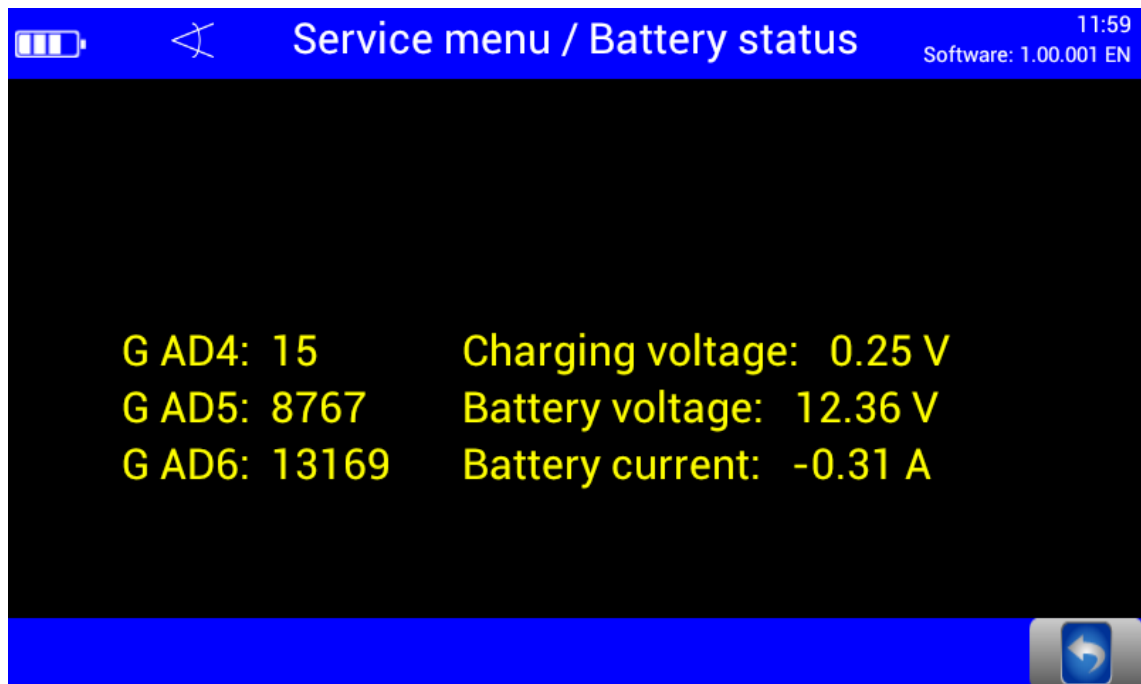 Service menu / Battery status
11:59
Software: 1.00.001 EN
G AD4: 15 Charging voltage: 0.25 V
G AD5: 8767 Battery voltage: 12.36 V
G AD6: 13169 Battery current: -0.31 A